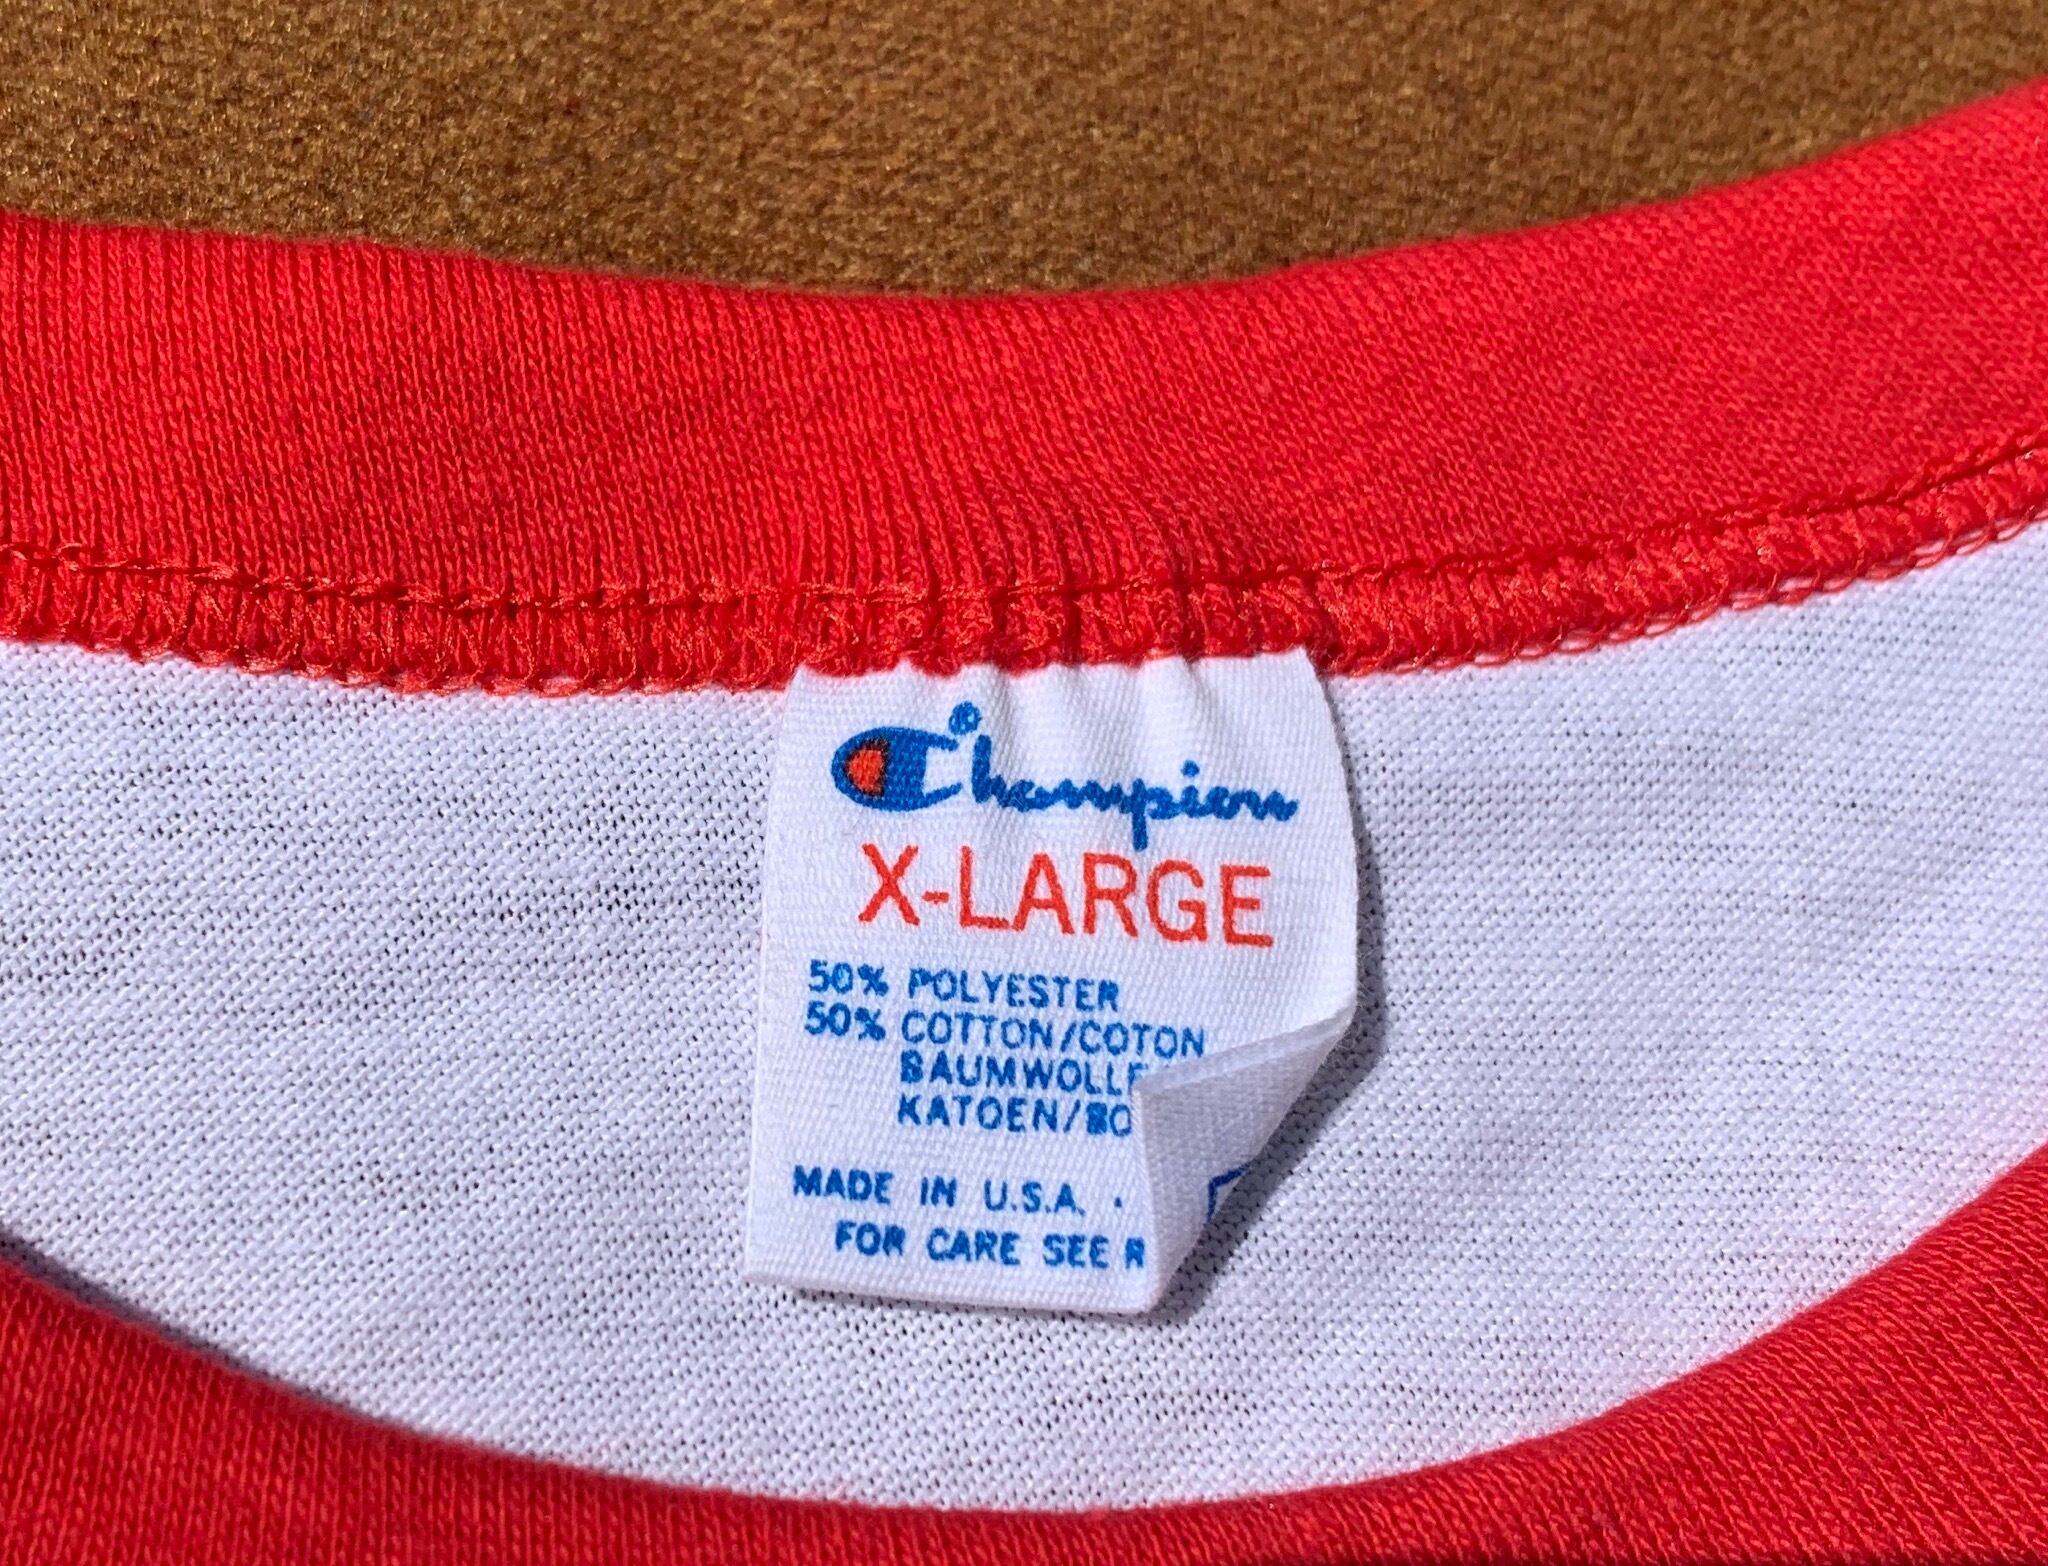 Champion®
X-LARGE
50% POLYESTER
50% COTTON/COTON
BAUMWOLLE
KATOEN/
MADE IN U.S.A. ·
FOR CARE SEE